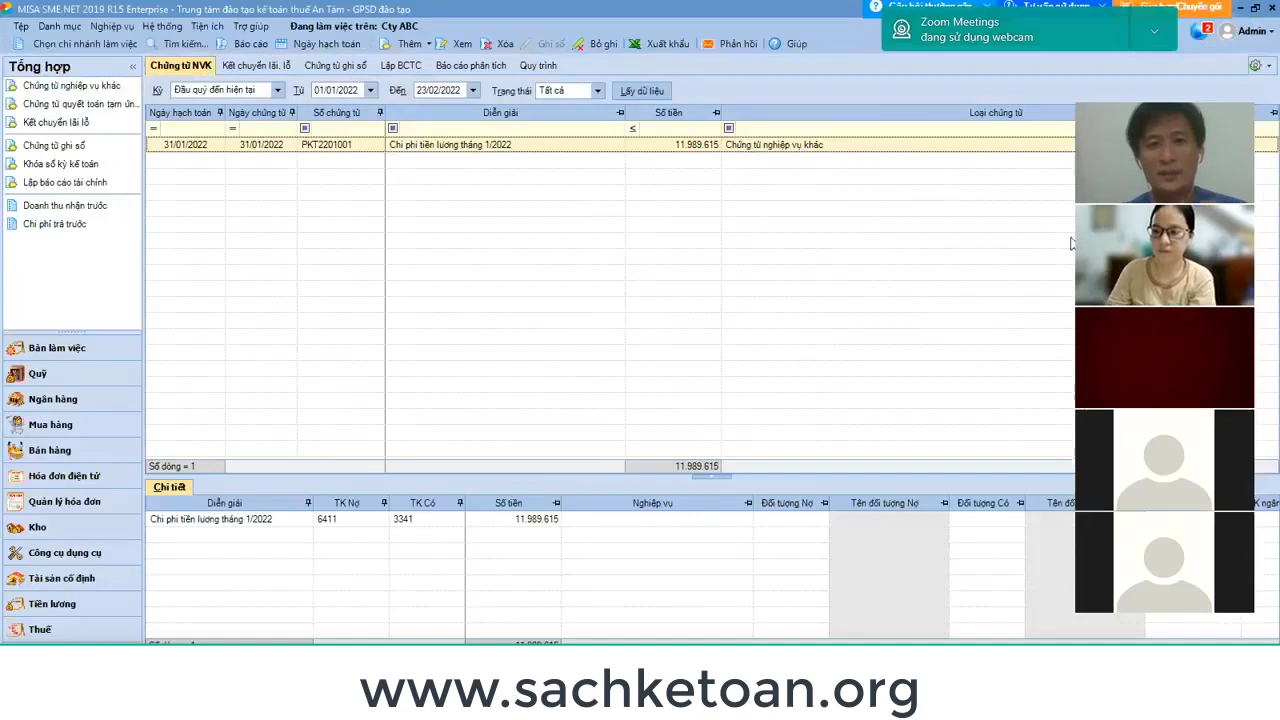 MISA SME.NET 2019 R15 Enterprise - Trung tâm đào tạo kế toán thuế An Tâm - GPSD đào tạo
Tệp Danh mục Nghiệp vụ Hệ thống Tiện ích Trợ giúp Đang làm việc trên: Cty ABC
Zoom Meetings
đang sử dụng webcam
2 Admin
Chọn chi nhánh làm việc Tìm kiếm... Báo cáo Ngày hạch toán Thêm Xem Xóa Ghi sổ Bỏ ghi Xuất khẩu Phản hồi Giúp
Tổng hợp
Chứng từ NVK Kết chuyển lãi, lỗ Chứng từ ghi sổ Lập BCTC Báo cáo phân tích Quy trình
Chứng từ nghiệp vụ khác
Chứng từ quyết toán tạm ứn...
Kết chuyển lãi lỗ
Chứng từ ghi sổ
Khóa sổ kỳ kế toán
Lập báo cáo tài chính
Doanh thu nhận trước
Chi phí trả trước
Kỳ Đầu quý đến hiện tại Từ 01/01/2022 Đến 23/02/2022 Trạng thái Tất cả Lấy dữ liệu
Ngày hạch toán Ngày chứng từ Số chứng từ Diễn giải Số tiền Loại chứng từ
= = ≤
31/01/2022 31/01/2022 PKT2201001 Chi phi tiền lương tháng 1/2022 11.989.615 Chứng từ nghiệp vụ khác
Số dòng = 1 11.989.615
Bàn làm việc
Quỹ
Ngân hàng
Mua hàng
Bán hàng
Hóa đơn điện tử
Quản lý hóa đơn
Kho
Công cụ dụng cụ
Tài sản cố định
Tiền lương
Thuế
Chi tiết
Diễn giải TK Nợ TK Có Số tiền Nghiệp vụ Đối tượng Nợ Tên đối tượng Nợ Đối tượng Có Tên đối
Chi phi tiền lương tháng 1/2022 6411 3341 11.989.615
www.sachketoan.org